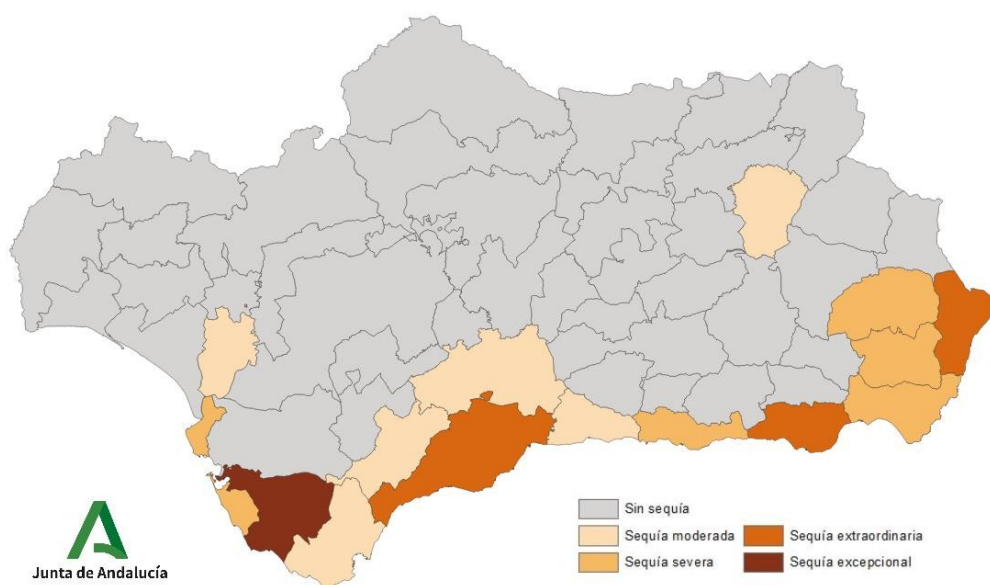 Sin sequía
Sequía moderada
Sequía severa
Sequía extraordinaria
Sequía excepcional
Junta de Andalucía